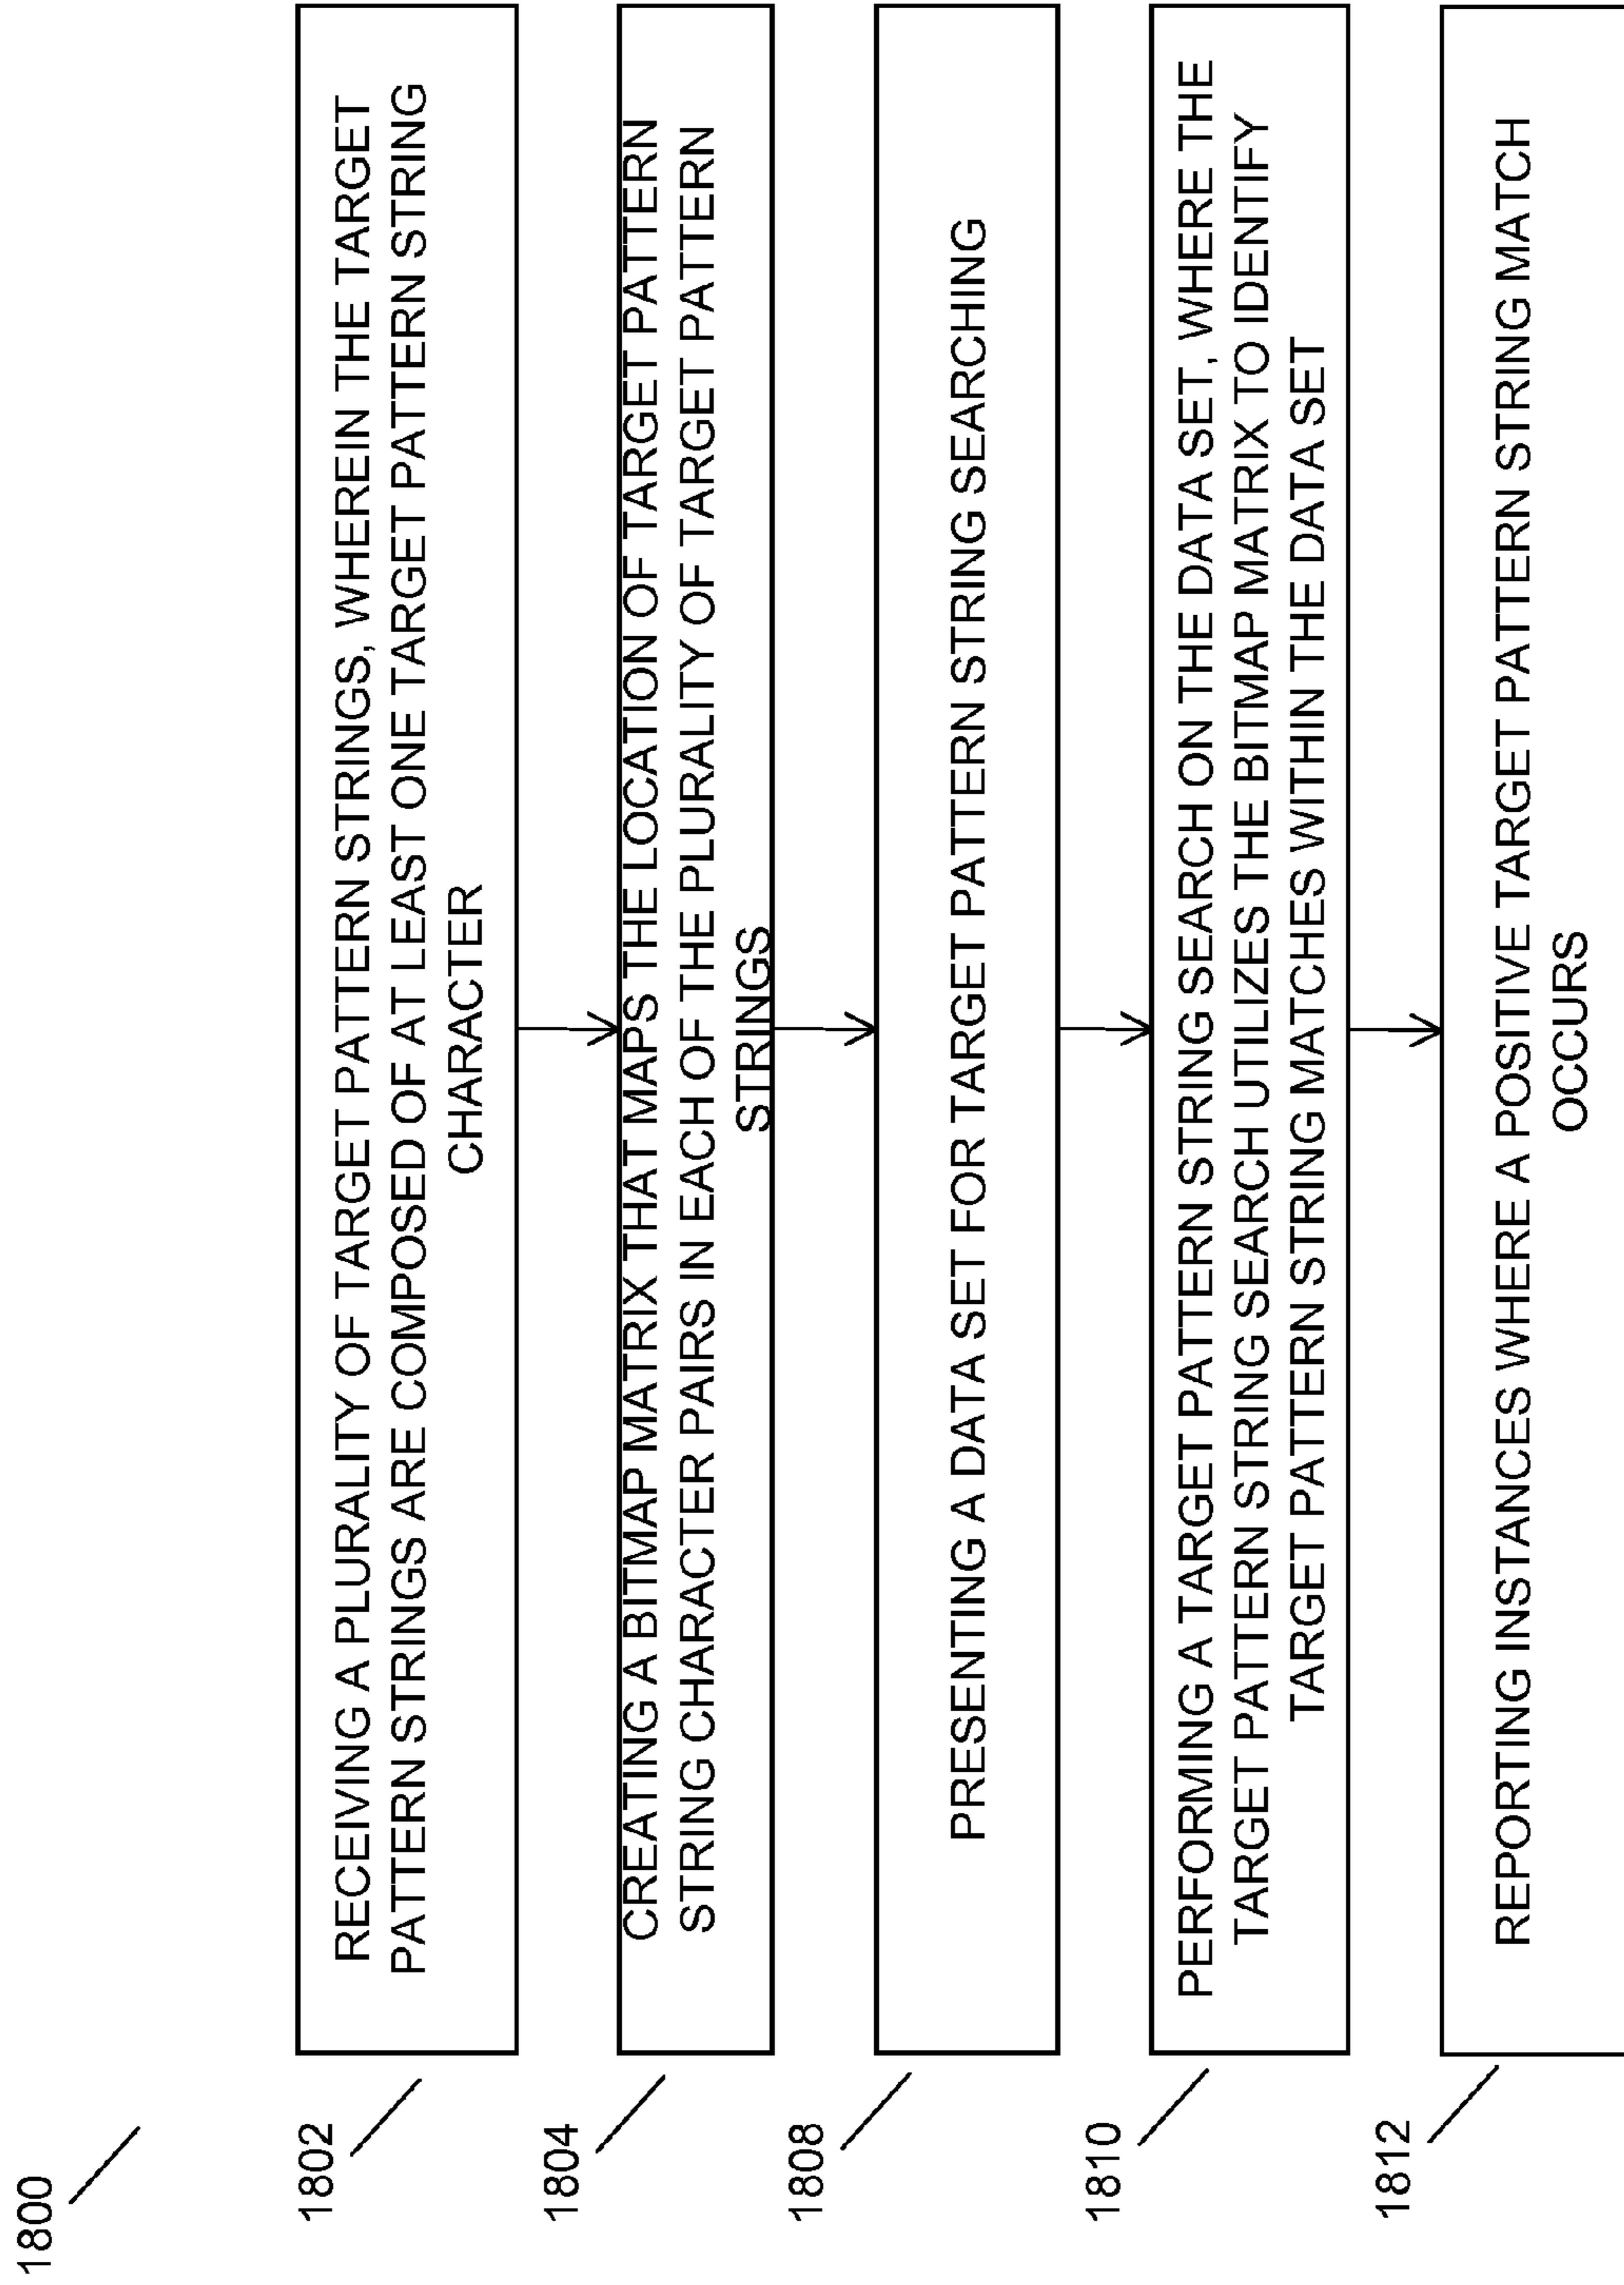 1800
1802
RECEIVING A PLURALITY OF TARGET PATTERN STRINGS, WHEREIN THE TARGET
PATTERN STRINGS ARE COMPOSED OF AT LEAST ONE TARGET PATTERN STRING
CHARACTER
1804
CREATING A BITMAP MATRIX THAT MAPS THE LOCATION OF TARGET PATTERN
STRING CHARACTER PAIRS IN EACH OF THE PLURALITY OF TARGET PATTERN
STRINGS
1808
PRESENTING A DATA SET FOR TARGET PATTERN STRING SEARCHING
1810
PERFORMING A TARGET PATTERN STRING SEARCH ON THE DATA SET, WHERE THE
TARGET PATTERN STRING SEARCH UTILIZES THE BITMAP MATRIX TO IDENTIFY
TARGET PATTERN STRING MATCHES WITHIN THE DATA SET
1812
REPORTING INSTANCES WHERE A POSITIVE TARGET PATTERN STRING MATCH
OCCURS